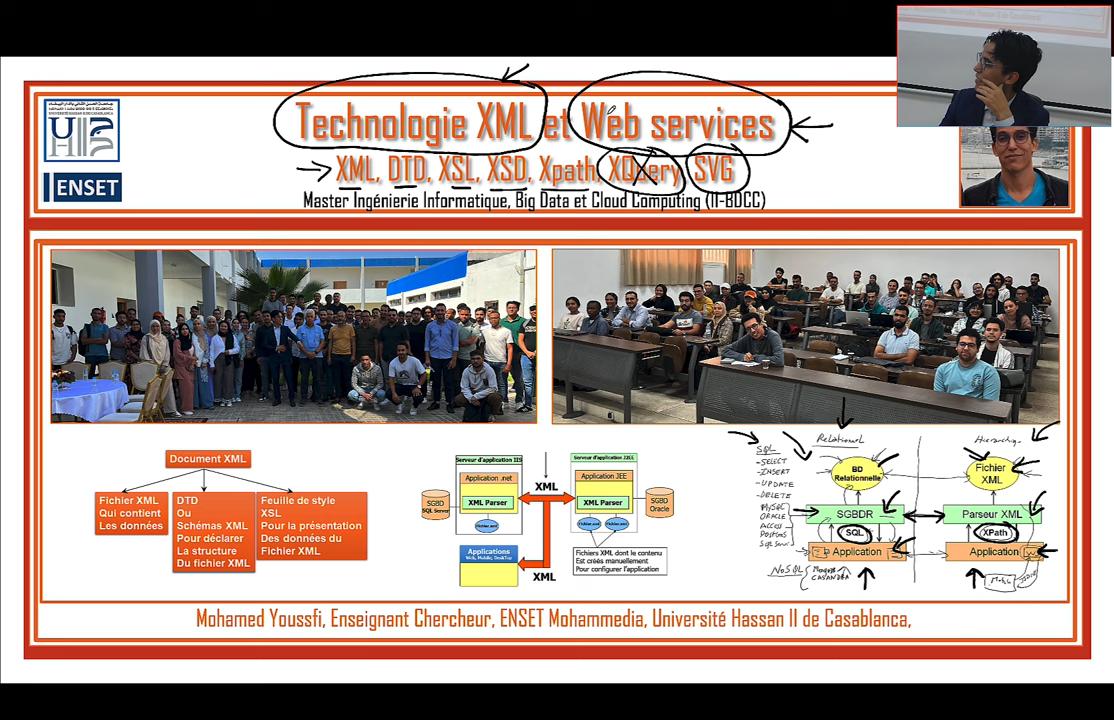 Technologie XML et Web services
XML, DTD, XSL, XSD, Xpath, XQuery, SVG
Master Ingénierie Informatique, Big Data et Cloud Computing (II-BDCC)
ENSET
Document XML
Fichier XML
Qui contient
Les données
DTD
Ou
Schémas XML
Pour déclarer
La structure
Du fichier XML
Feuille de style
XSL
Pour la présentation
Des données du
Fichier XML
Serveur d'application IIS
Application .net
XML Parser
SGBD
SQL Server
Fichier.xml
Applications
Web, Mobile, DeskTop
XML
XML
Serveur d'application J2EE
Application JEE
XML Parser
SGBD
Oracle
Fichier.xml
Fichier.xml
Fichiers XML dont le contenu
Est créés manuellement
Pour configurer l'application
SQL
-SELECT
-INSERT
-UPDATE
-DELETE
MySQL
ORACLE
NoSQL
Relationnel
BD
Relationnelle
SGBDR
SQL
Application
Fichier
XML
Parseur XML
XPath
Application
Mohamed Youssfi, Enseignant Chercheur, ENSET Mohammedia, Université Hassan II de Casablanca,